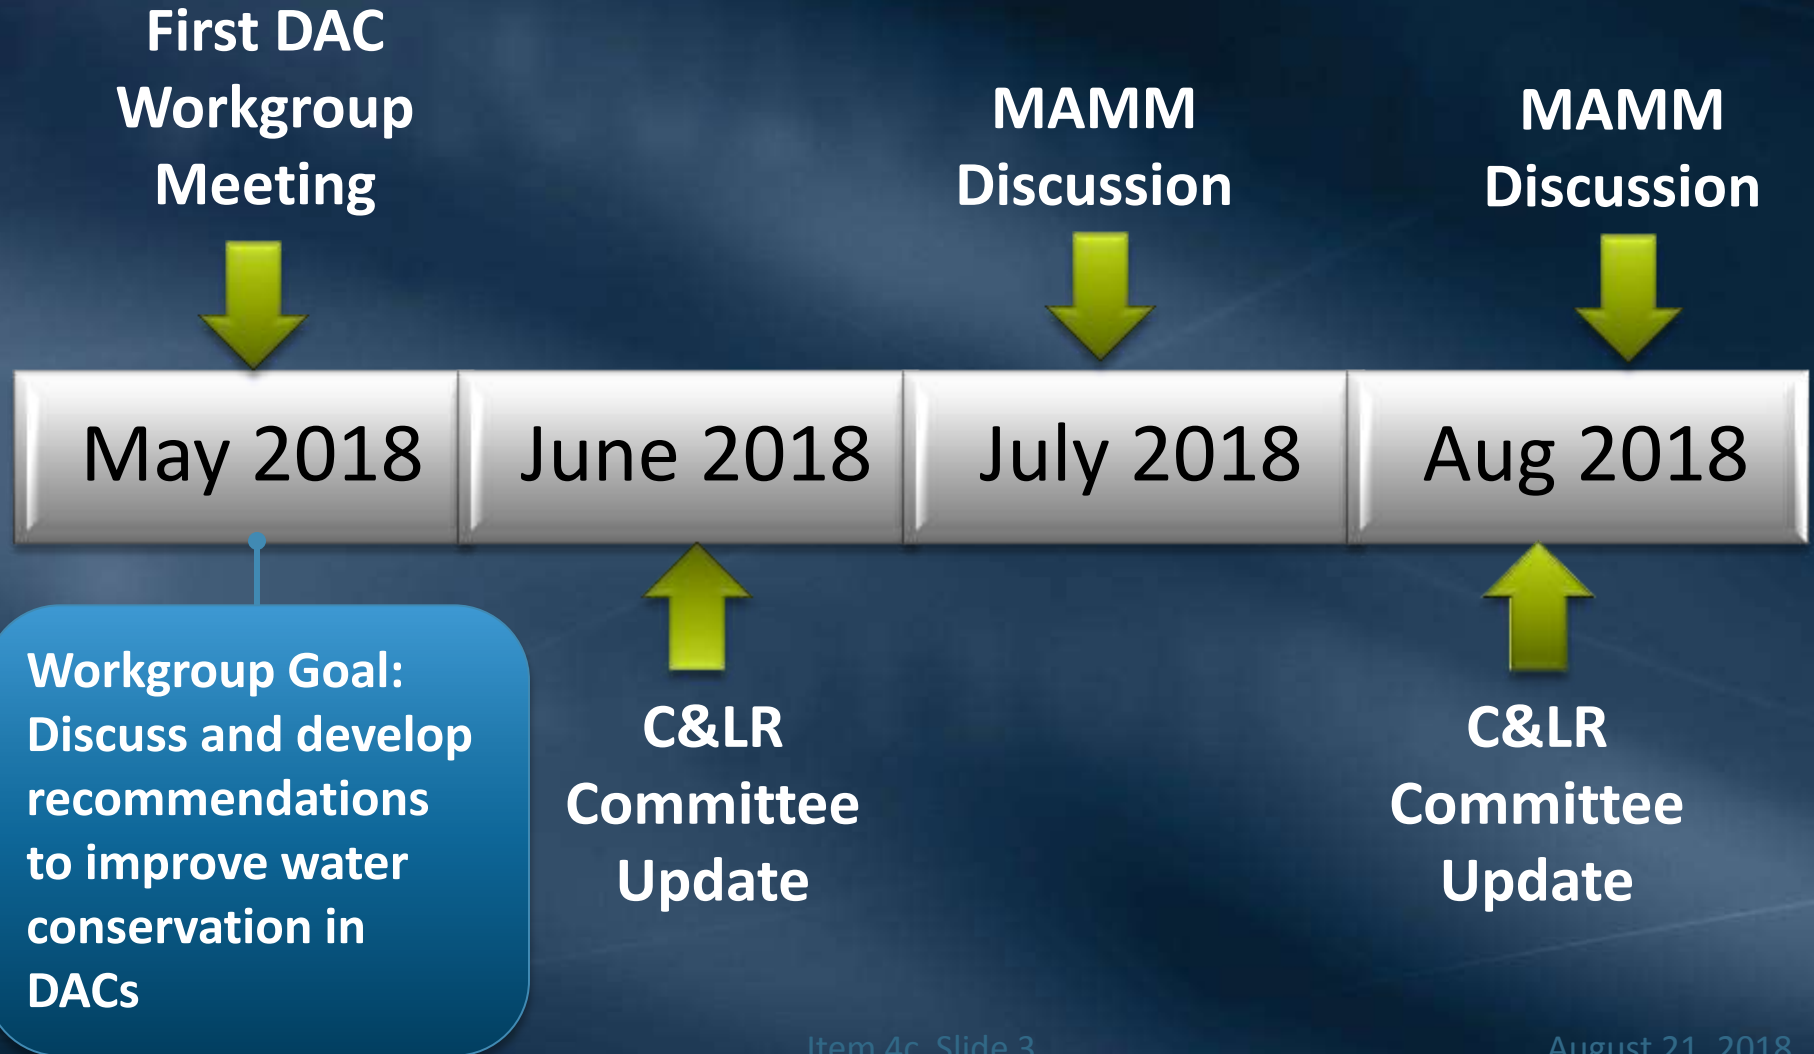 First DAC
Workgroup
Meeting
MAMM
Discussion
MAMM
Discussion
May 2018
June 2018
July 2018
Aug 2018
Workgroup Goal:
Discuss and develop
recommendations
to improve water
conservation in
DACs
C&LR
Committee
Update
C&LR
Committee
Update
Item 4c Slide 3
August 21, 2018